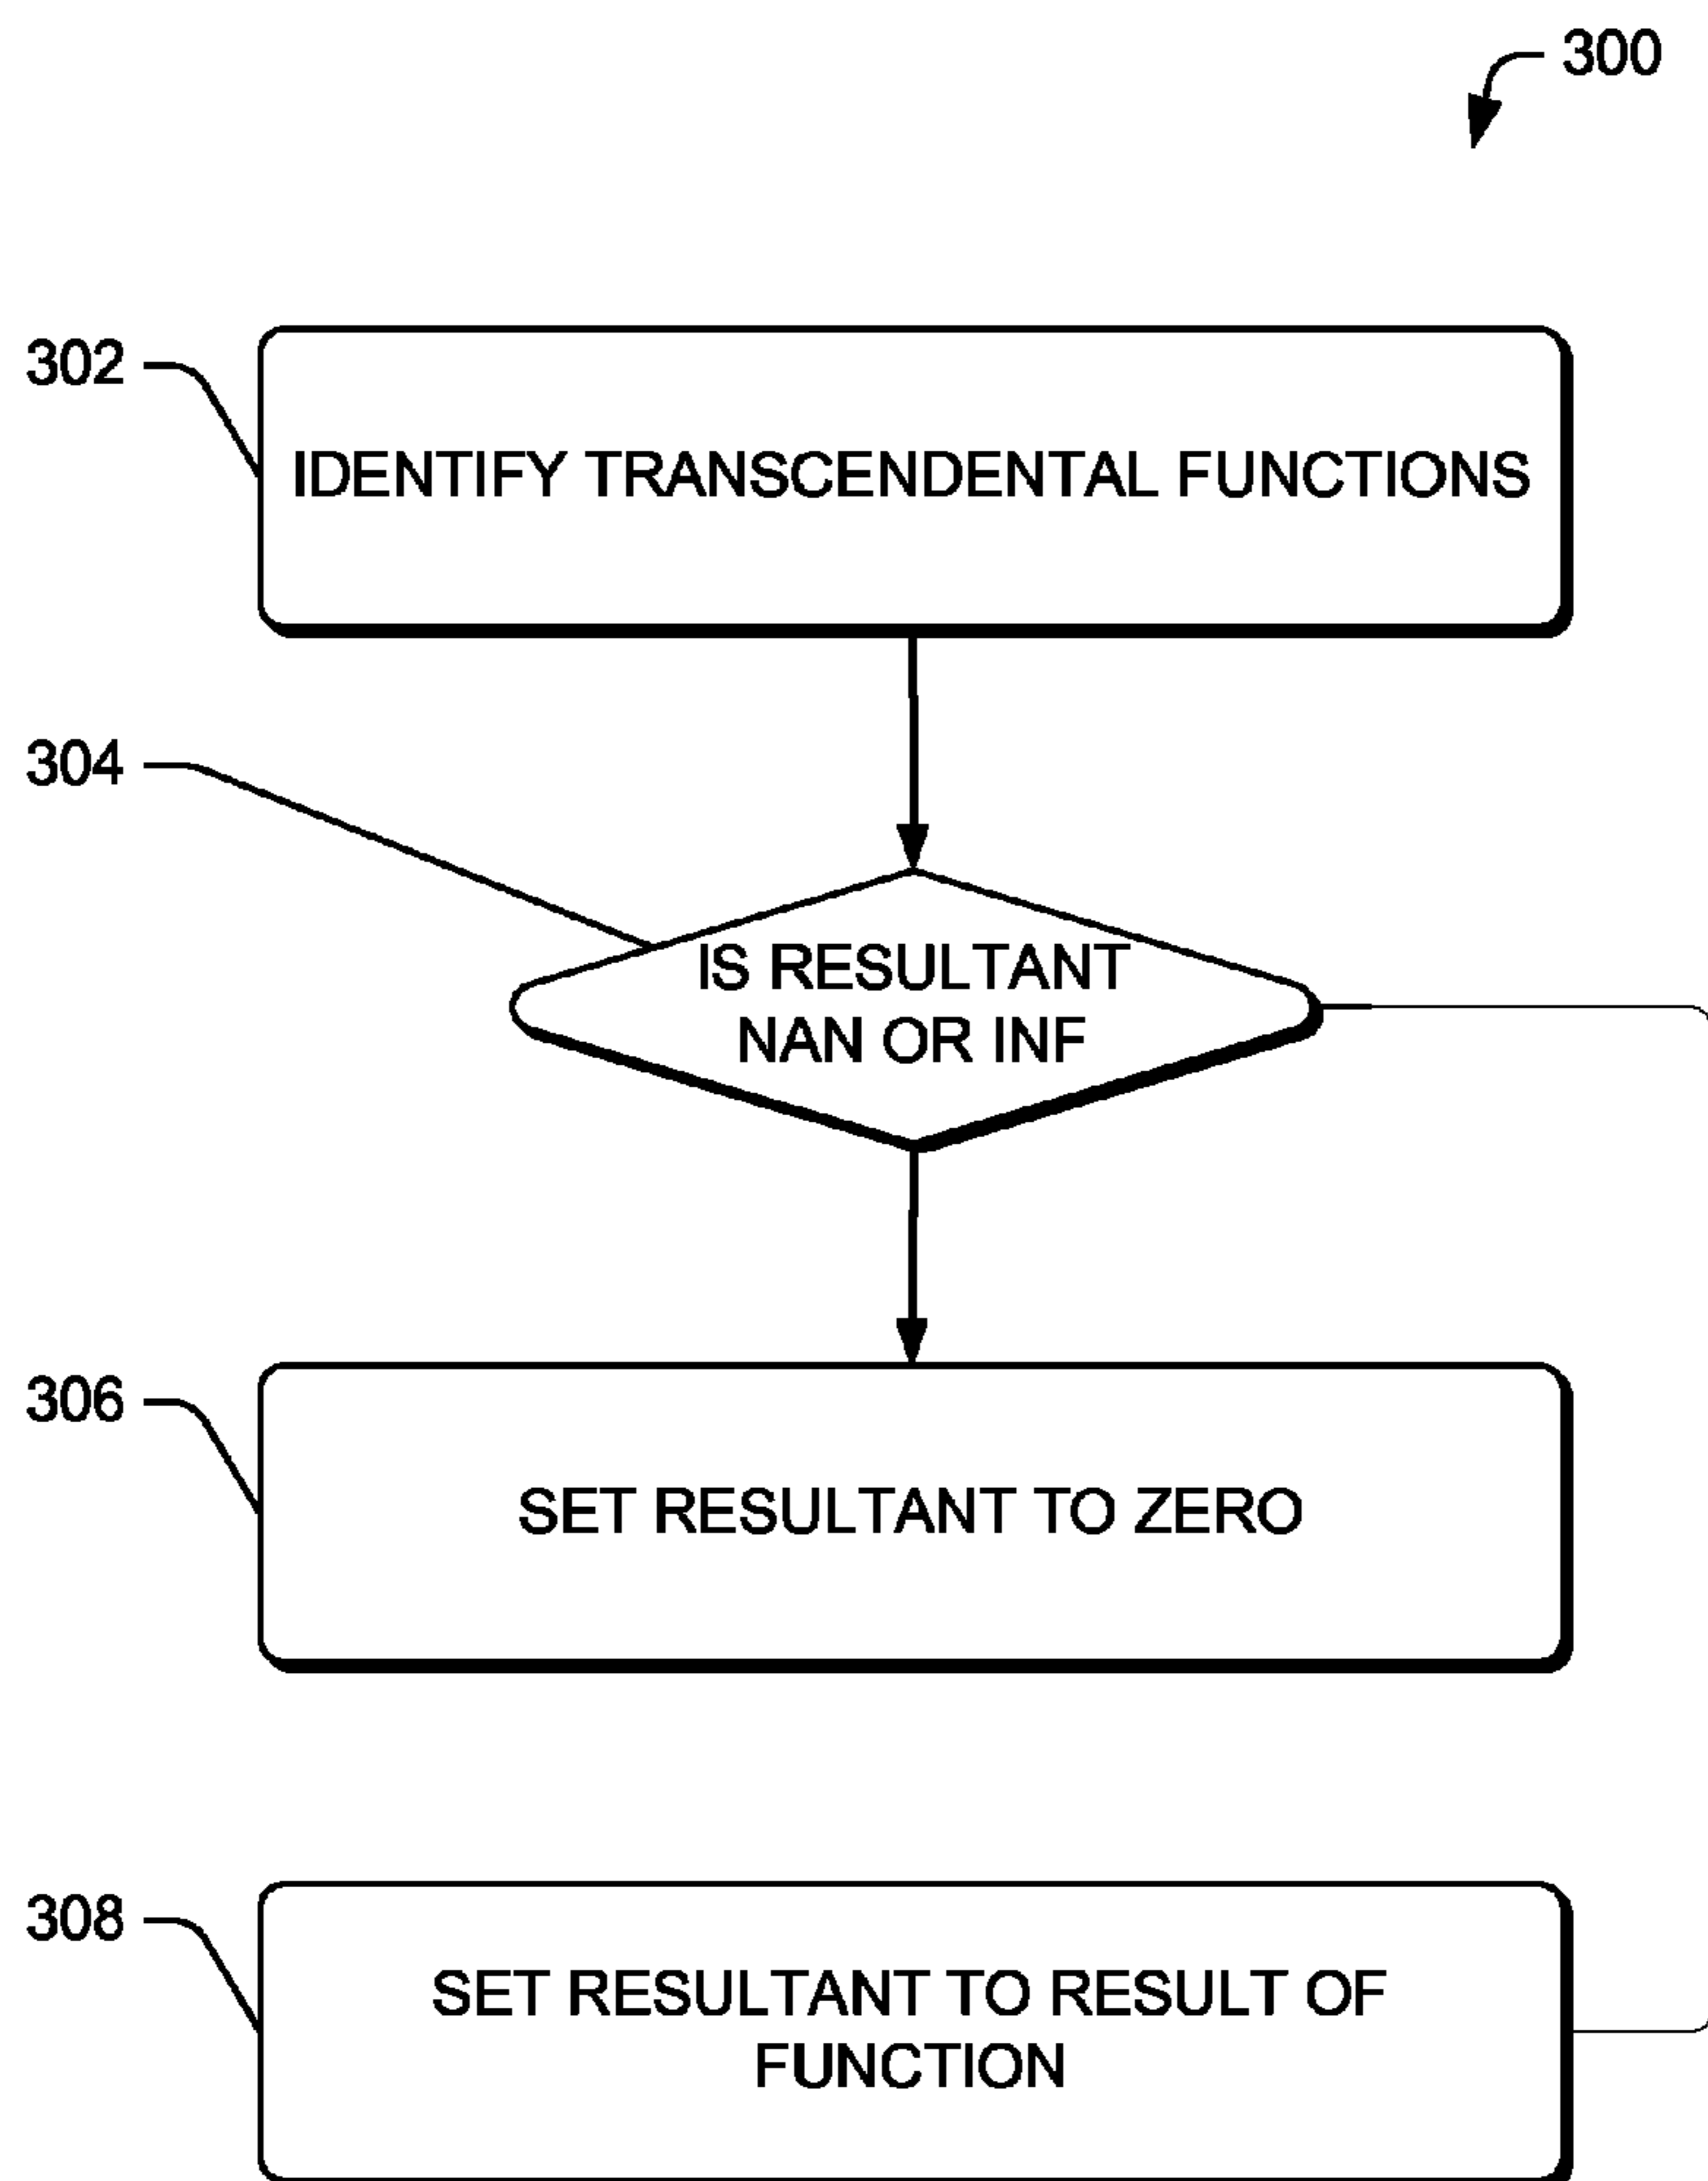 300
302
IDENTIFY TRANSCENDENTAL FUNCTIONS
304
IS RESULTANT
NAN OR INF
306
SET RESULTANT TO ZERO
308
SET RESULTANT TO RESULT OF
FUNCTION